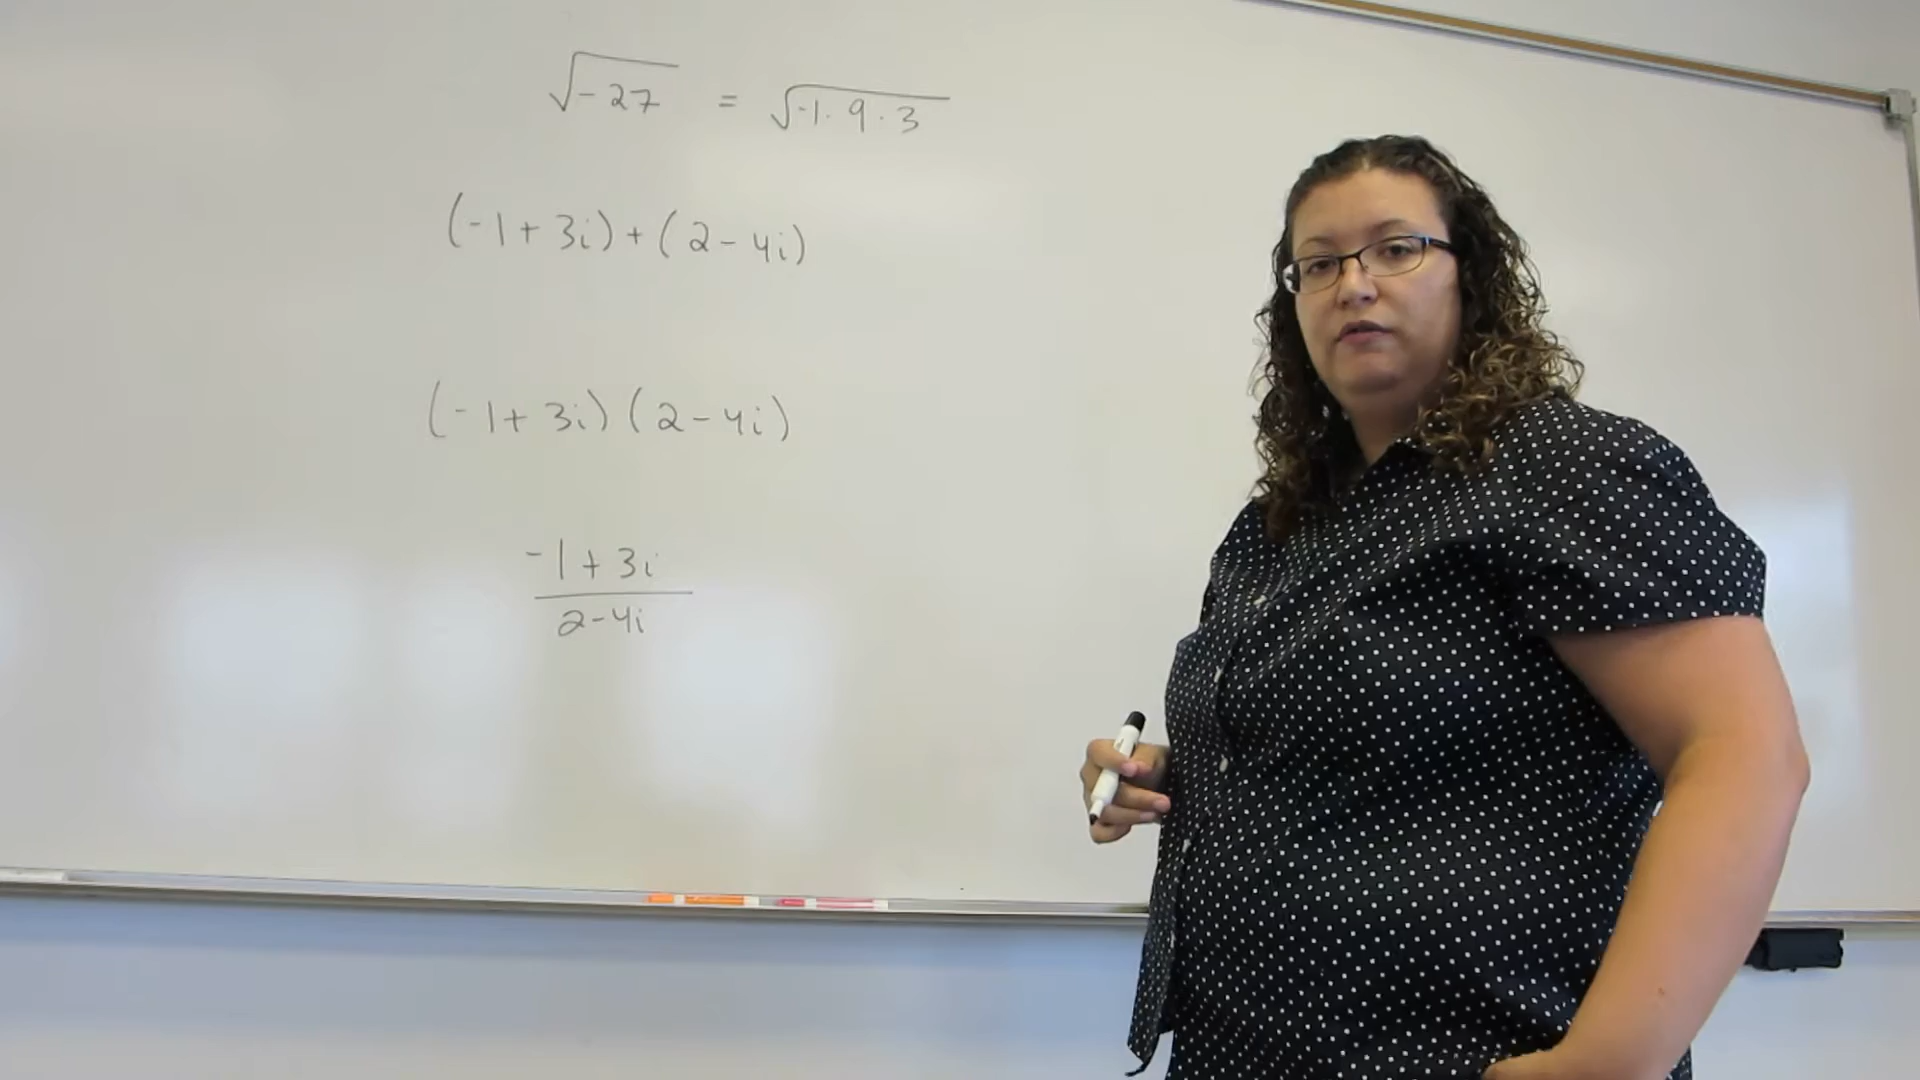 √-27 = √-1·9·3
(-1+3i)+(2-4i)
(-1+3i)(2-4i)
-1+3i
2-4i